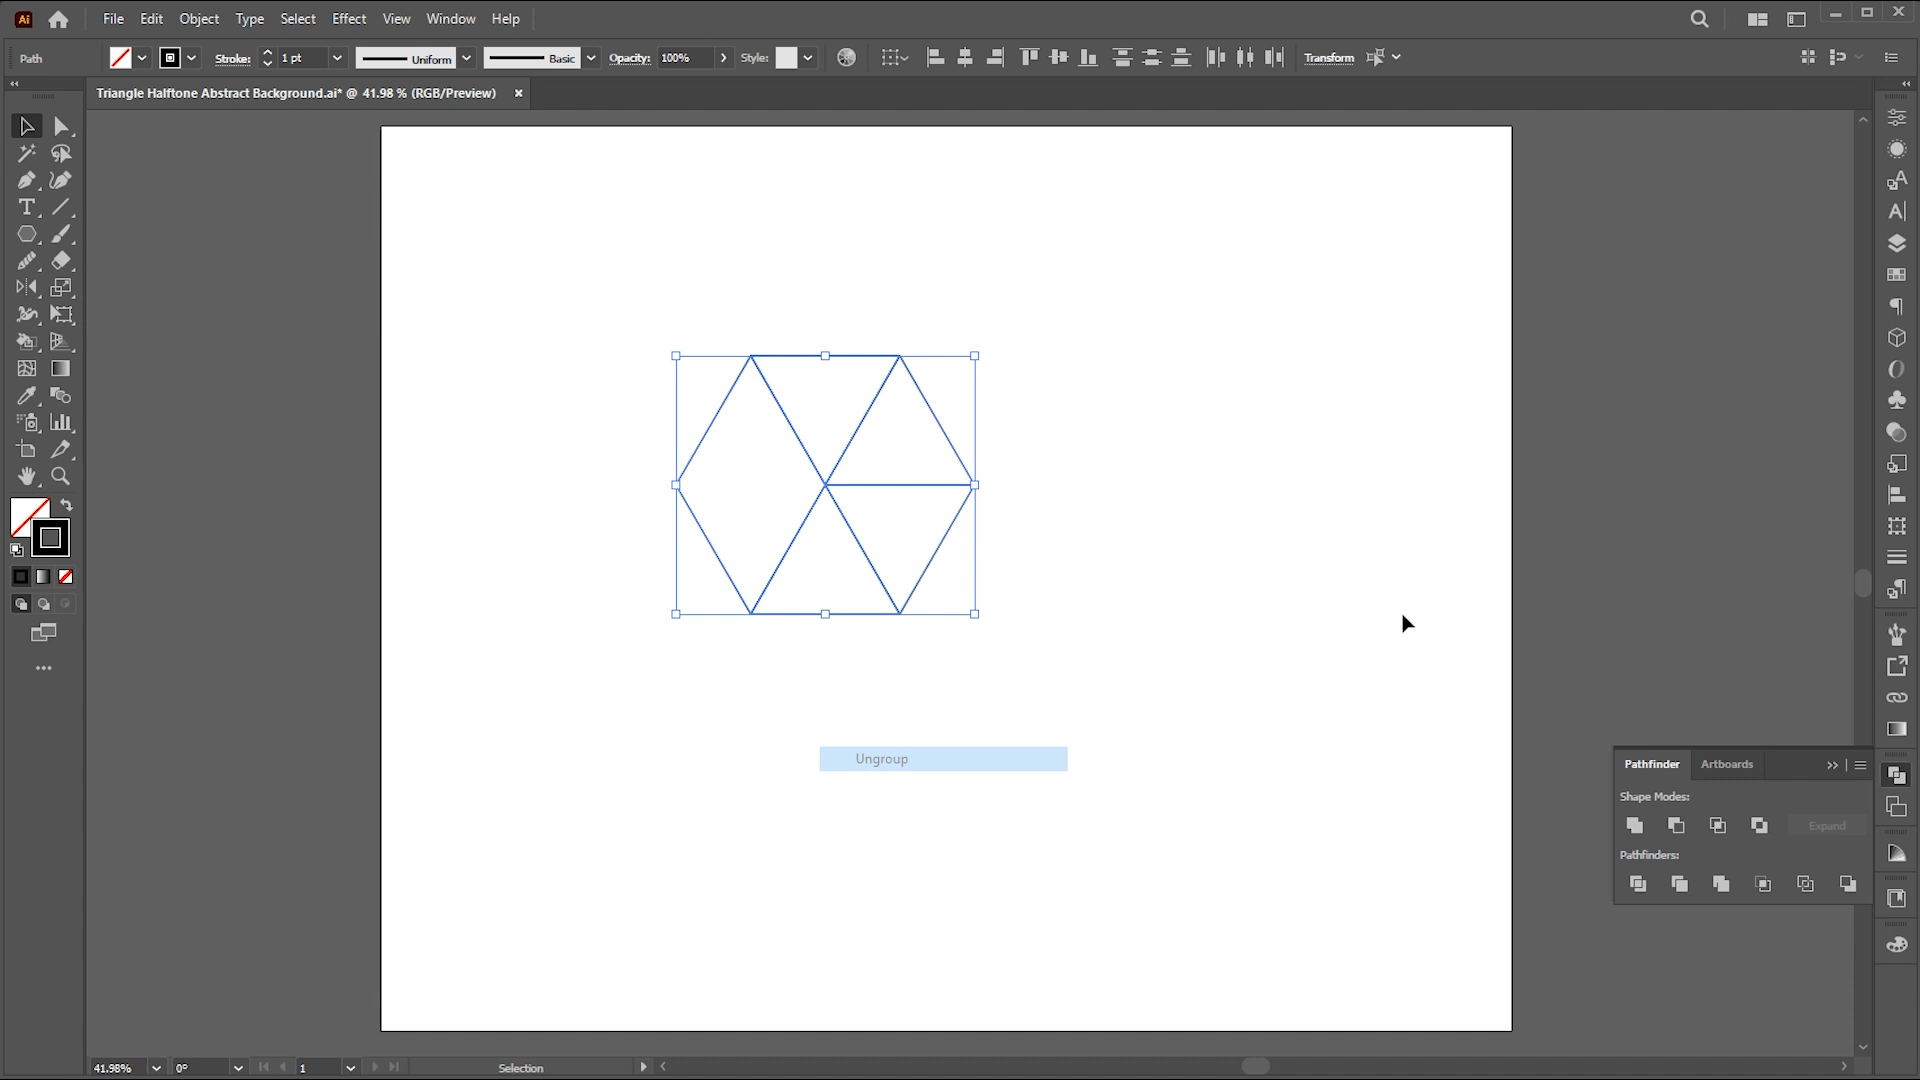 Ai File Edit Object Type Select Effect View Window Help
Path Stroke: 1 pt Uniform Basic Opacity: 100% Style: Transform
Triangle Halftone Abstract Background.ai* @ 41.98 % (RGB/Preview)
Ungroup
Pathfinder Artboards
Shape Modes:
Expand
Pathfinders:
41.98% 0° 1 Selection